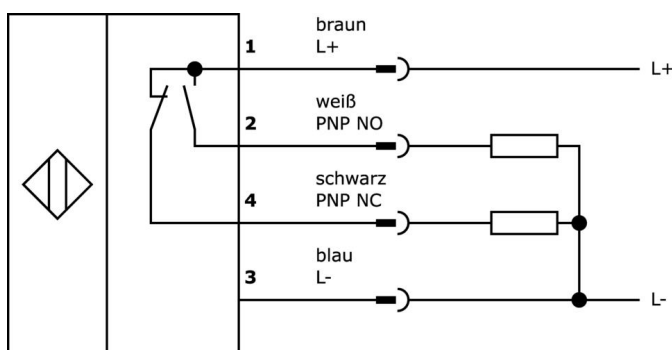 braun
1 L+
L+
weiß
2 PNP NO
schwarz
4 PNP NC
blau
3 L-
L-